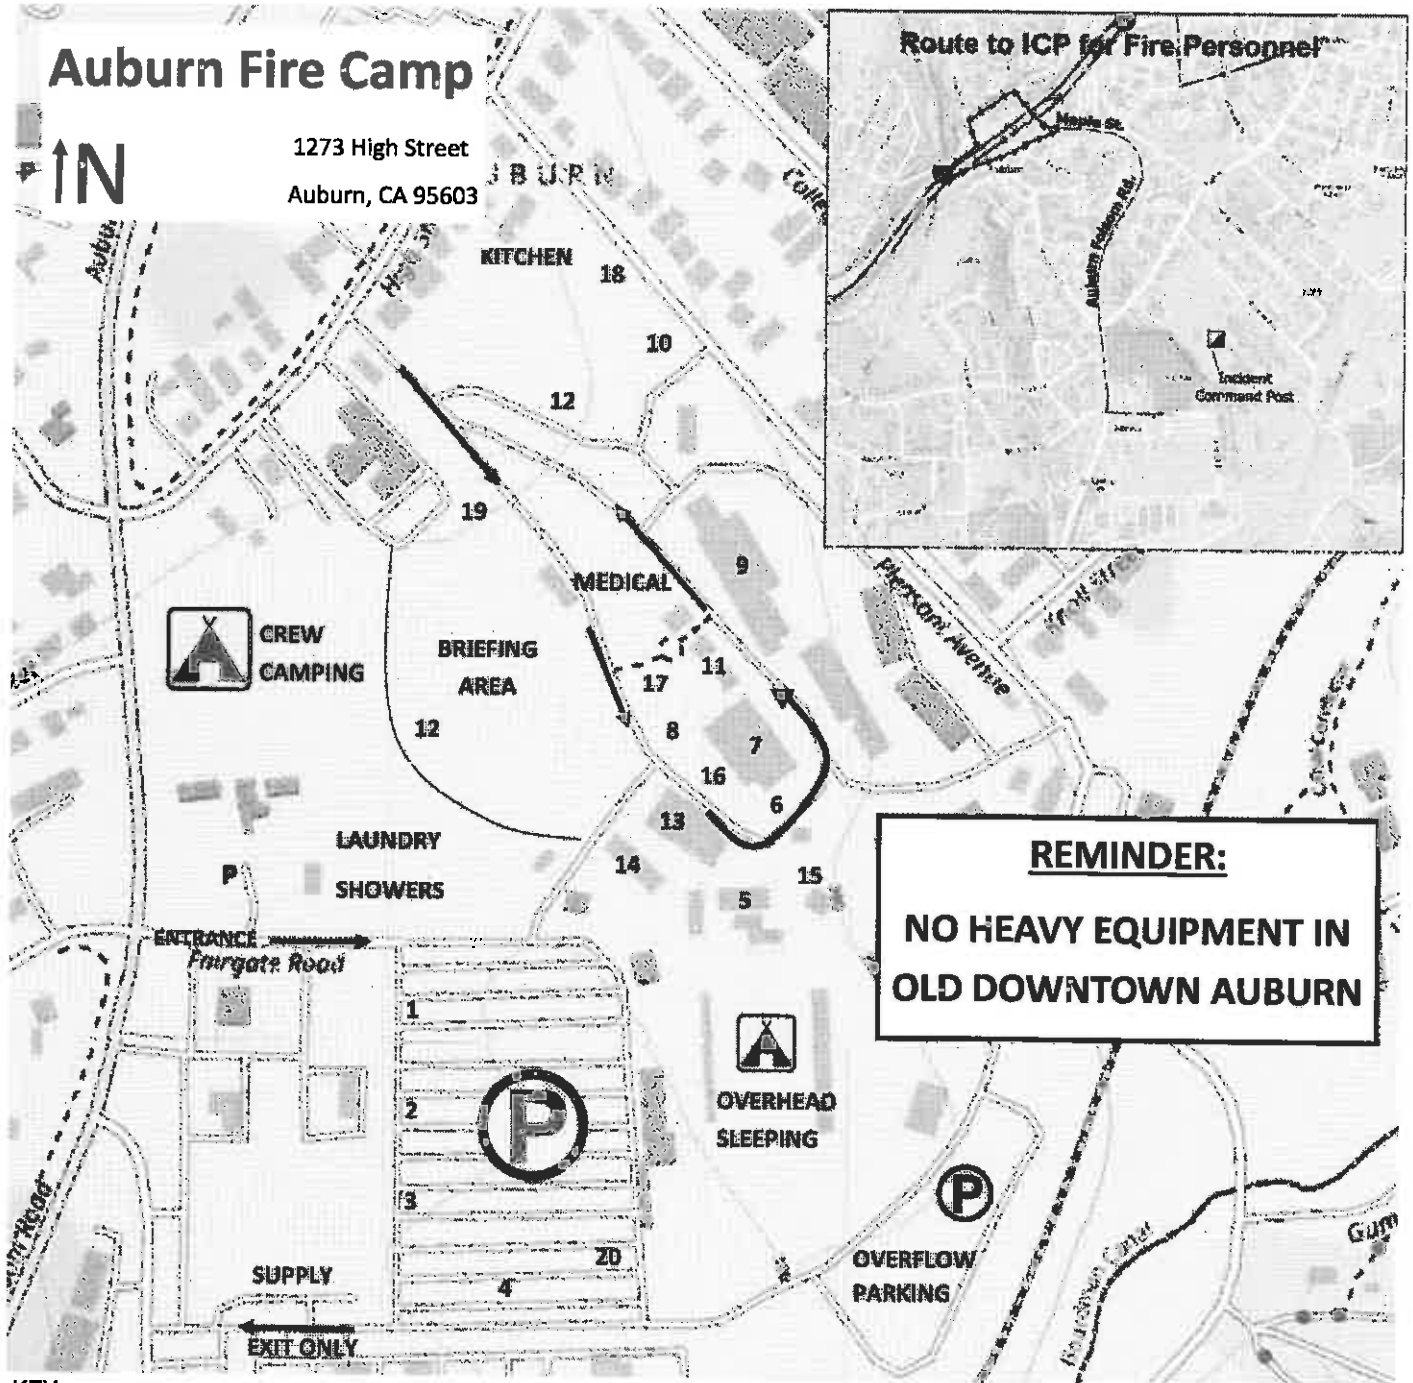 Auburn Fire Camp
N
1273 High Street
Auburn, CA 95603
Route to ICP for Fire Personnel
Maple St.
Auburn Folsom Rd.
Incident
Command Post
P
KITCHEN
18
10
12
19
MEDICAL
9
CREW
CAMPING
BRIEFING
AREA
11
17
12
8
7
16
6
13
Pleasant Avenue
LAUNDRY
SHOWERS
P
14
15
5
REMINDER:
NO HEAVY EQUIPMENT IN
OLD DOWNTOWN AUBURN
ENTRANCE
Fairgate Road
1
2
P
3
20
4
OVERHEAD
SLEEPING
P
OVERFLOW
PARKING
SUPPLY
EXIT ONLY